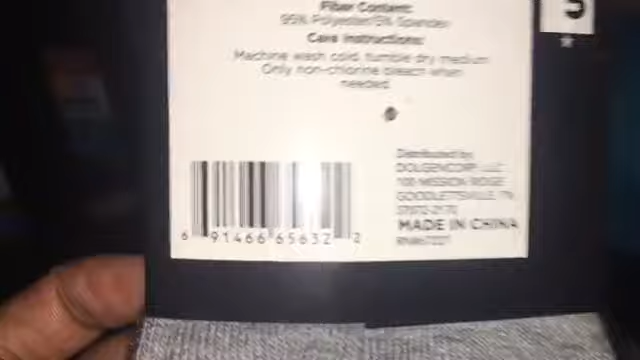 5
Fiber Content:
95% Polyester/5% Spandex
Care Instructions:
Machine wash cold, tumble dry medium
Only non-chlorine bleach when
needed
Distributed by
DOLGENCORP, LLC
100 MISSION RIDGE
GOODLETTSVILLE, TN
MADE IN CHINA
6 91466 65632 2